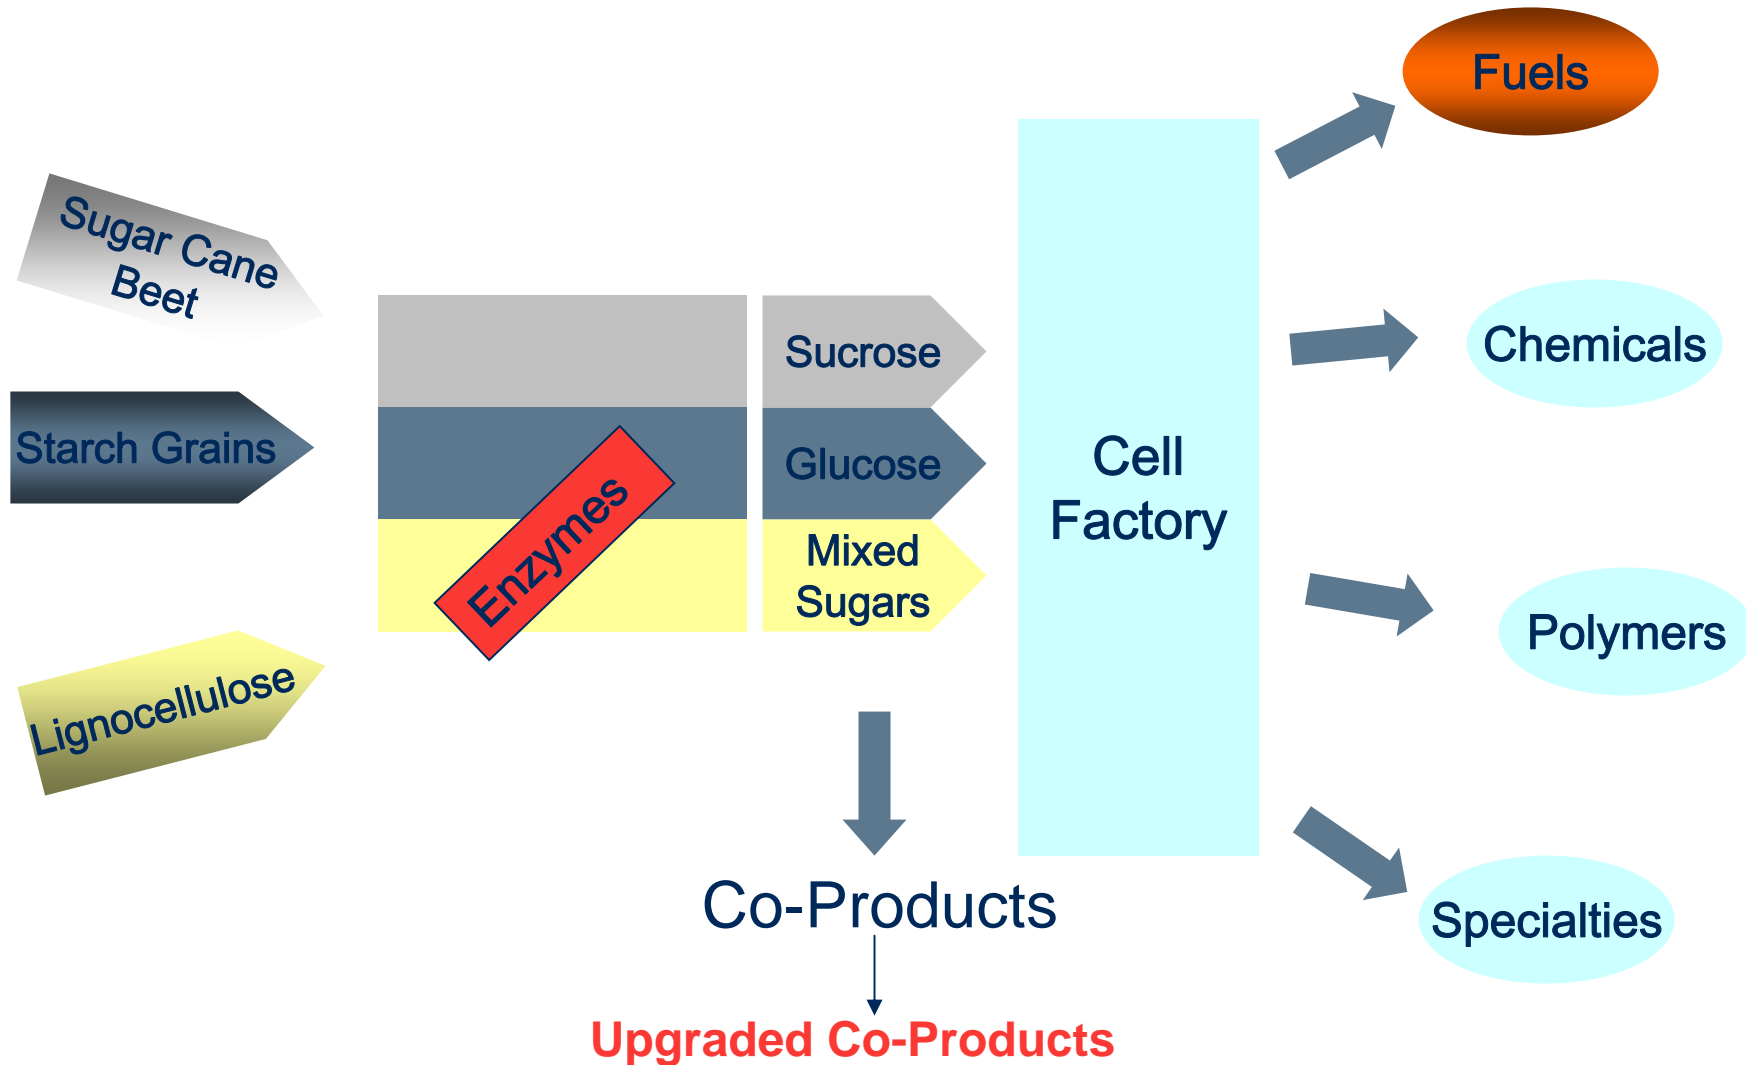 Sugar Cane
Beet
Starch Grains
Lignocellulose
Enzymes
Sucrose
Glucose
Mixed
Sugars
Cell
Factory
Fuels
Chemicals
Polymers
Specialties
Co-Products
Upgraded Co-Products